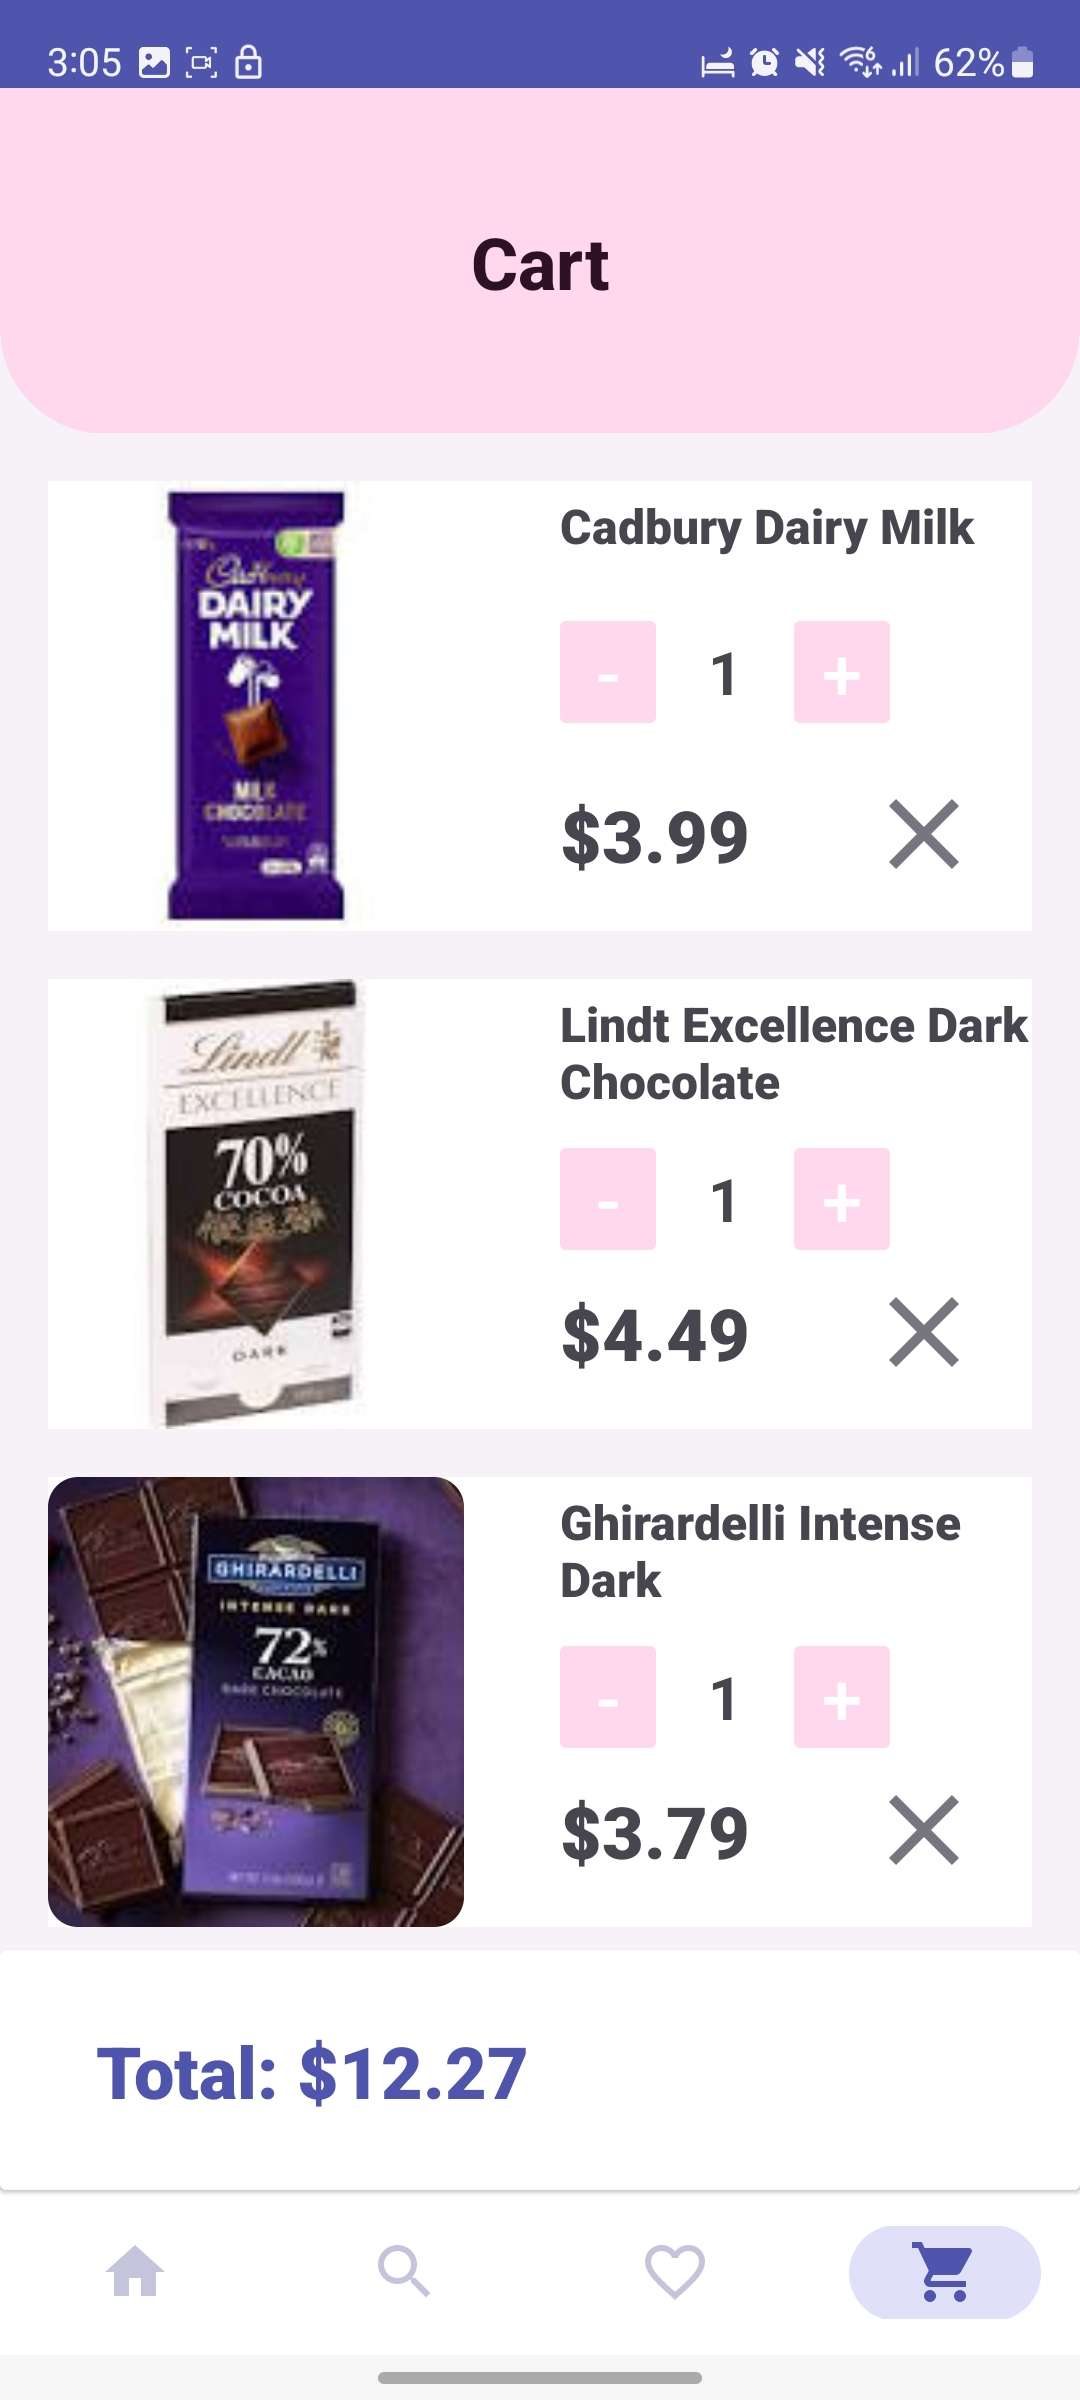 3:05
62%
Cart
Cadbury
DAIRY
MILK
MILK
CHOCOLATE
Cadbury Dairy Milk
- 1 +
$3.99
Lindt
EXCELLENCE
70%
COCOA
DARK
Lindt Excellence Dark
Chocolate
- 1 +
$4.49
GHIRARDELLI
INTENSE DARK
72%
CACAO
DARK CHOCOLATE
Ghirardelli Intense
Dark
- 1 +
$3.79
Total: $12.27